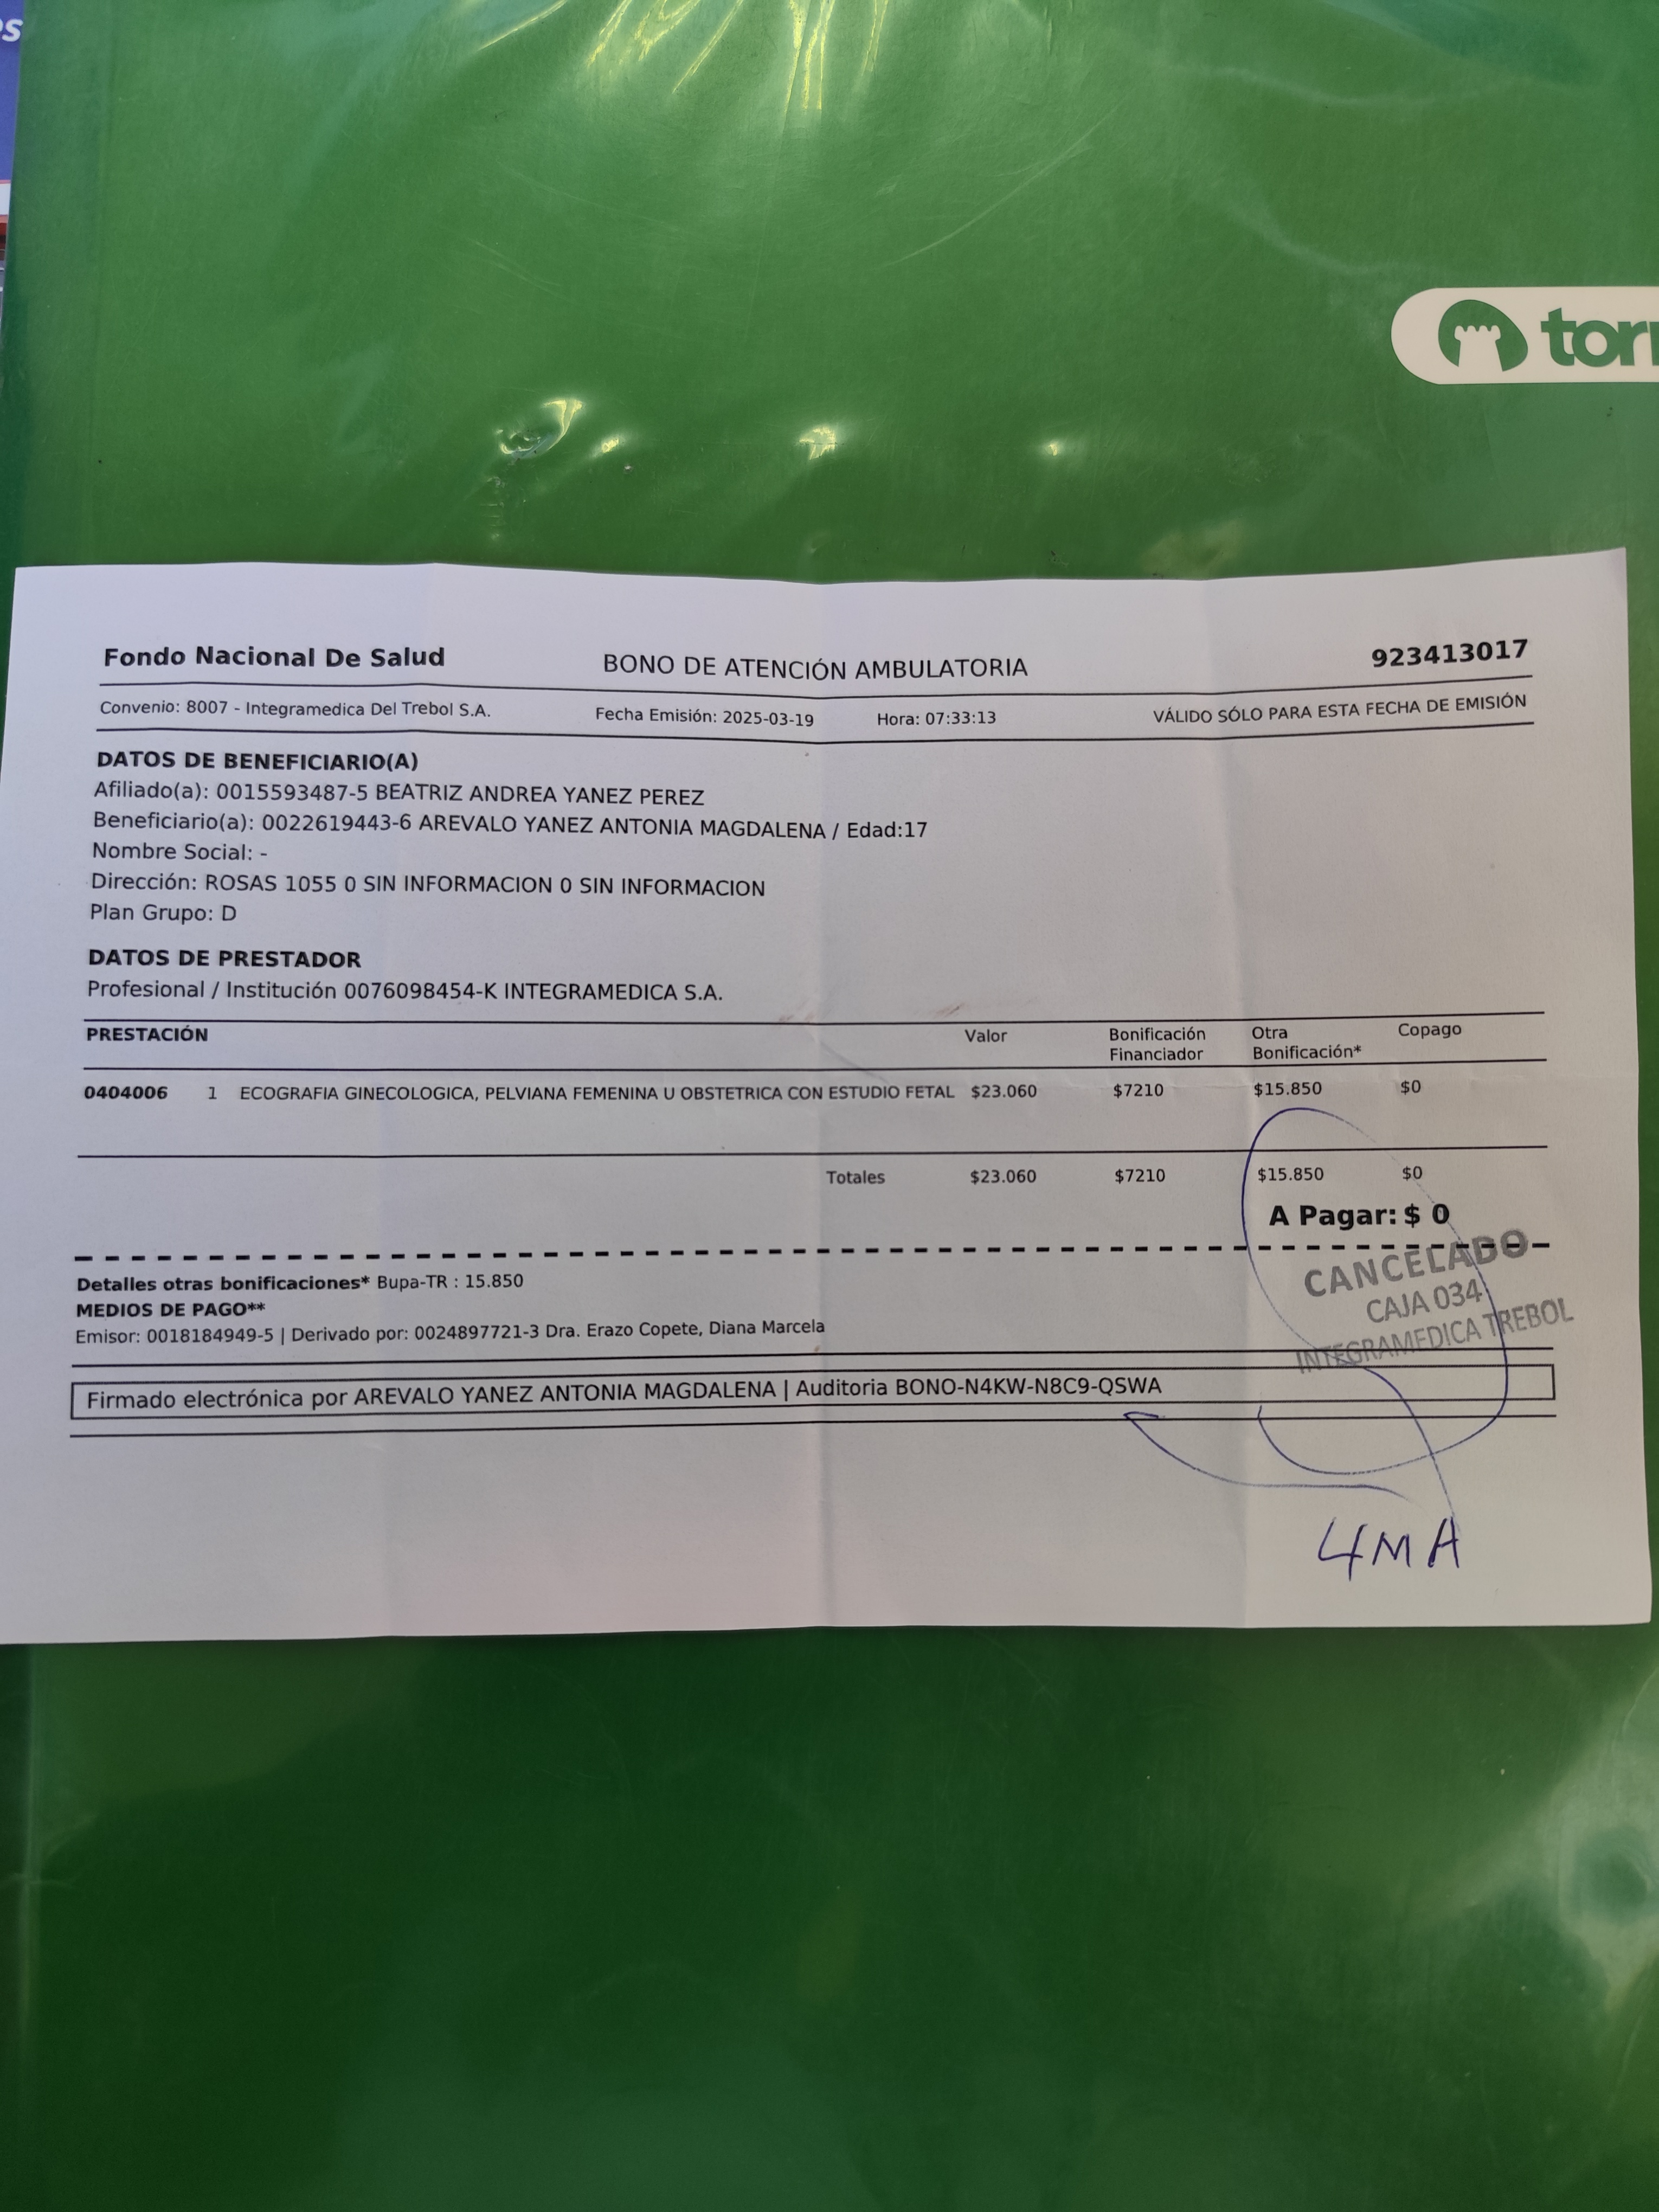 os
torr
Fondo Nacional De Salud
BONO DE ATENCIÓN AMBULATORIA
923413017
Convenio: 8007 - Integramedica Del Trebol S.A.
Fecha Emisión: 2025-03-19
Hora: 07:33:13
VÁLIDO SÓLO PARA ESTA FECHA DE EMISIÓN
DATOS DE BENEFICIARIO(A)
Afiliado(a): 0015593487-5 BEATRIZ ANDREA YANEZ PEREZ
Beneficiario(a): 0022619443-6 AREVALO YANEZ ANTONIA MAGDALENA / Edad:17
Nombre Social: -
Dirección: ROSAS 1055 0 SIN INFORMACION 0 SIN INFORMACION
Plan Grupo: D
DATOS DE PRESTADOR
Profesional / Institución 0076098454-K INTEGRAMEDICA S.A.
PRESTACIÓN Valor Bonificación Financiador Otra Bonificación* Copago
0404006 1 ECOGRAFIA GINECOLOGICA, PELVIANA FEMENINA U OBSTETRICA CON ESTUDIO FETAL $23.060 $7210 $15.850 $0
Totales $23.060 $7210 $15.850 $0
A Pagar: $ 0
Detalles otras bonificaciones* Bupa-TR : 15.850
MEDIOS DE PAGO**
Emisor: 0018184949-5 | Derivado por: 0024897721-3 Dra. Erazo Copete, Diana Marcela
CANCELADO
CAJA 034
INTEGRAMEDICA TREBOL
Firmado electrónica por AREVALO YANEZ ANTONIA MAGDALENA | Auditoria BONO-N4KW-N8C9-QSWA
4MA